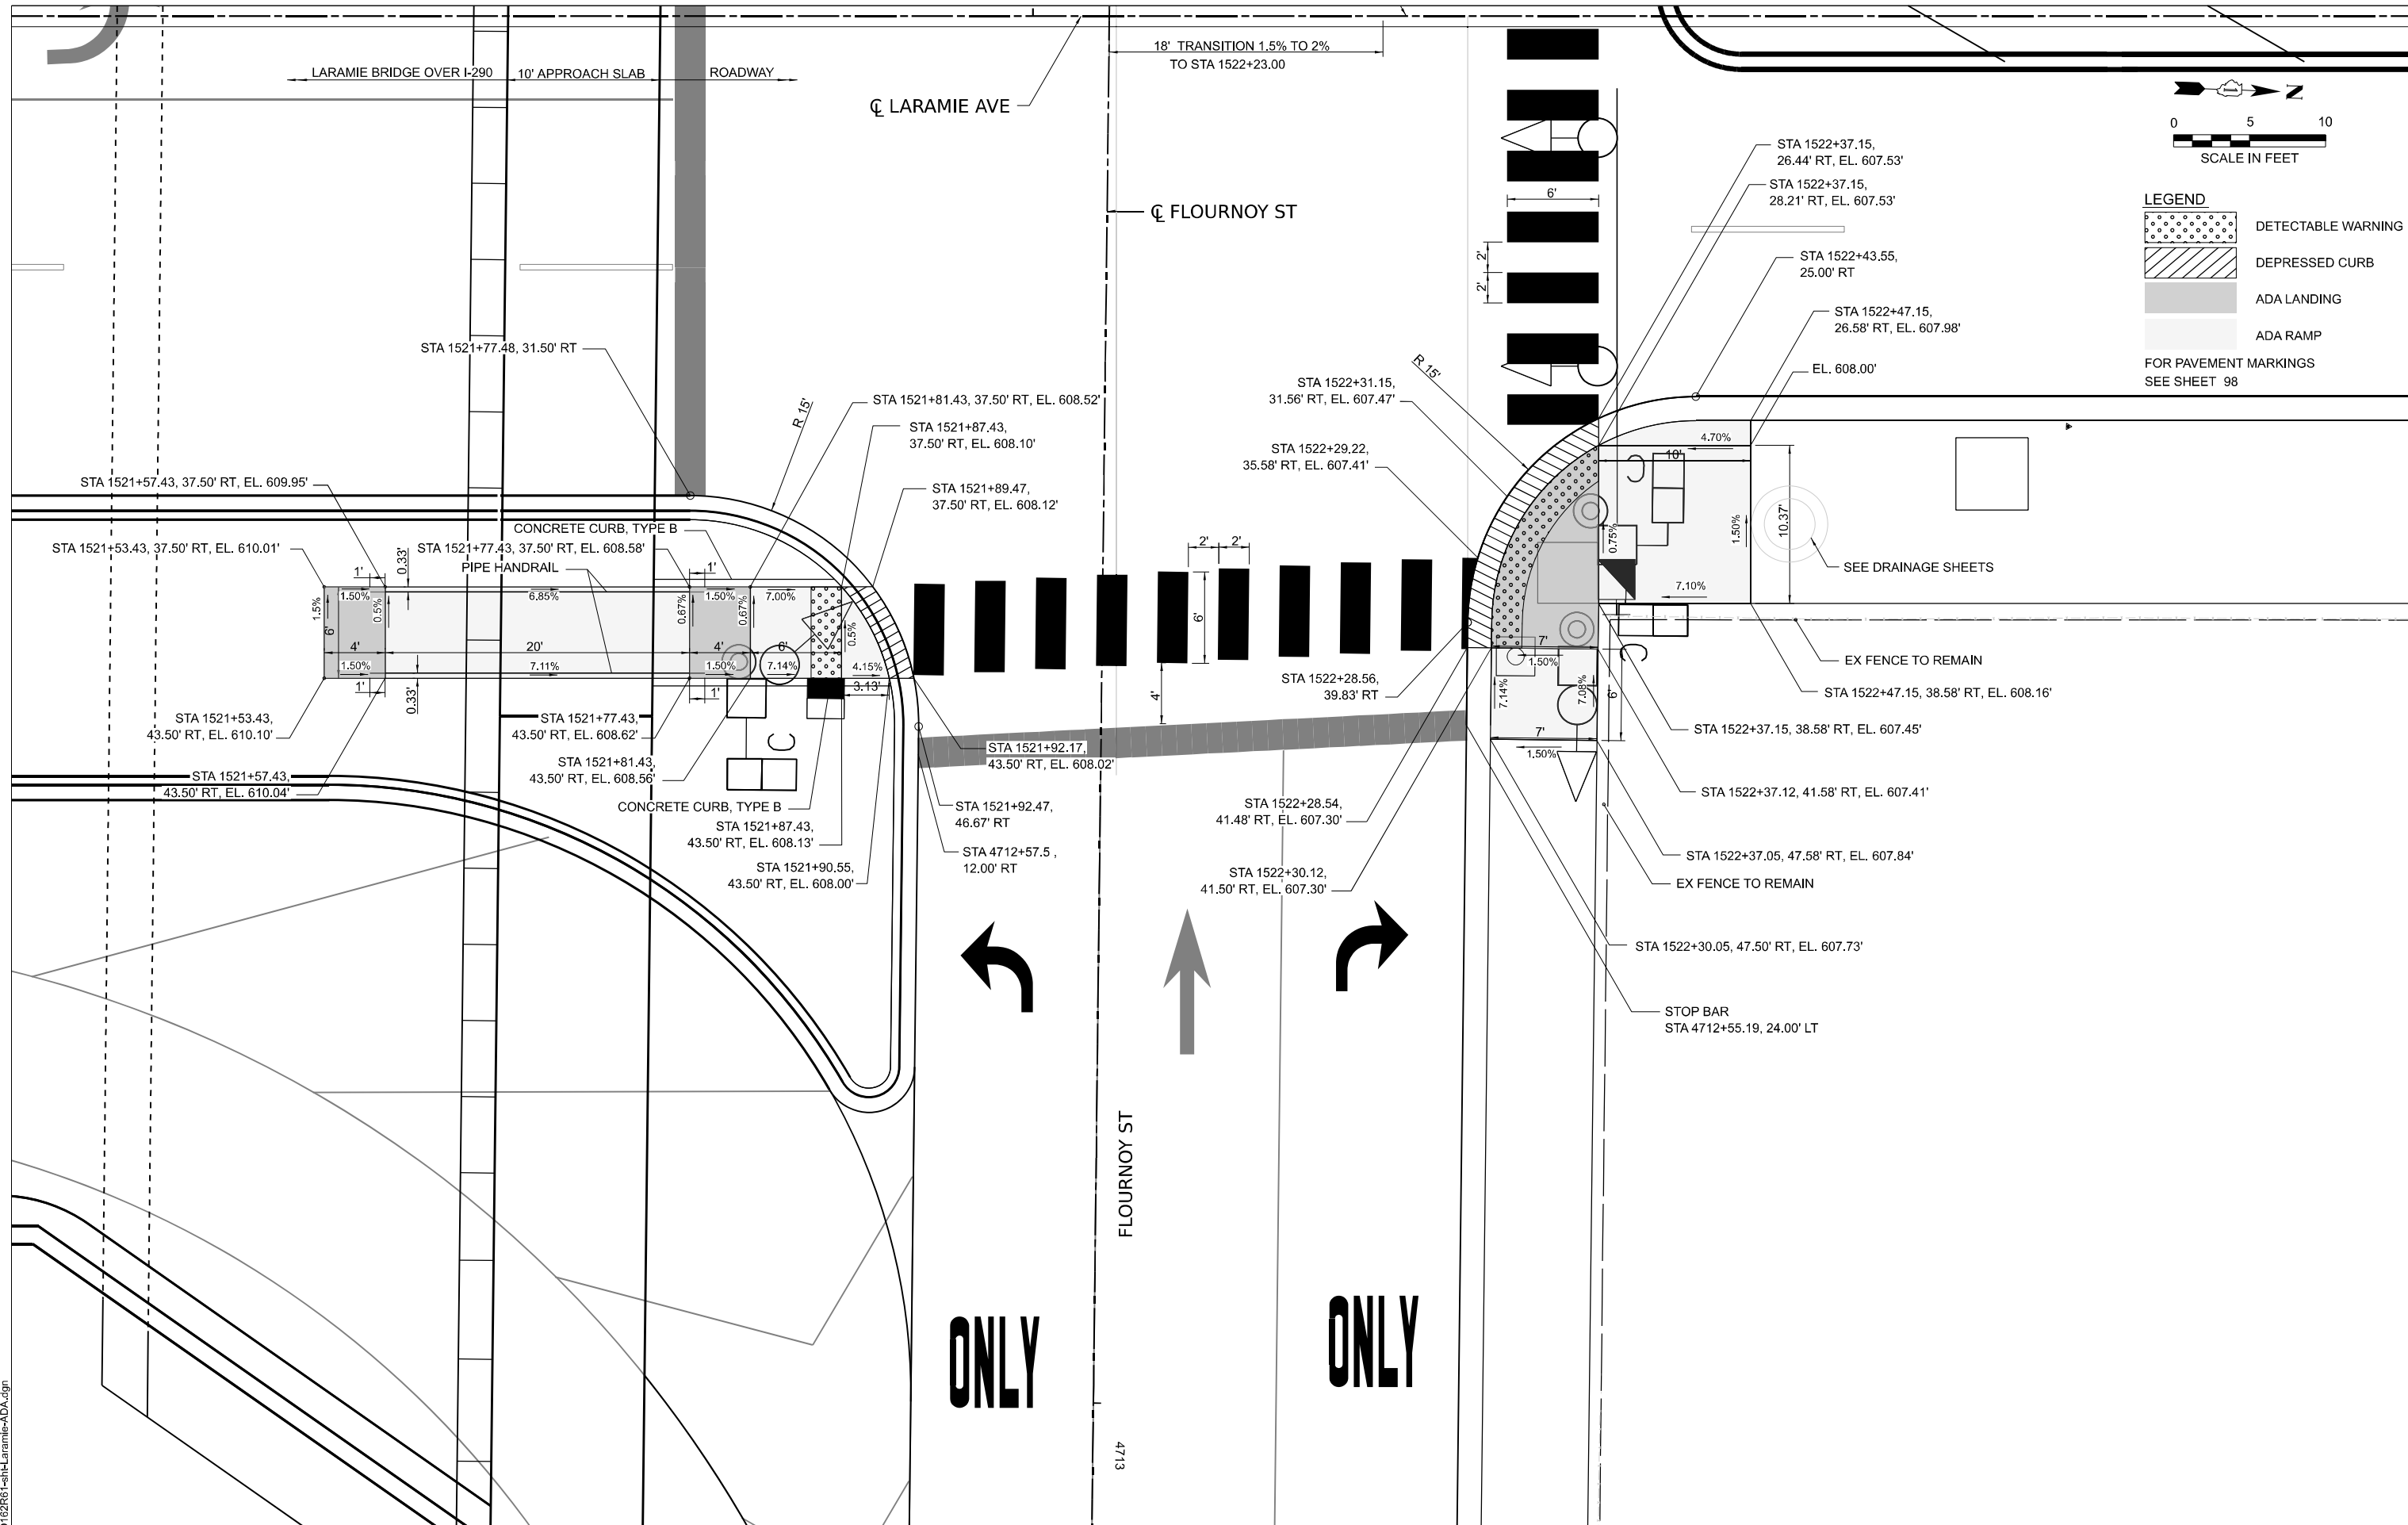 18' TRANSITION 1.5% TO 2%
TO STA 1522+23.00
LARAMIE BRIDGE OVER I-290
10' APPROACH SLAB
ROADWAY
℄ LARAMIE AVE
℄ FLOURNOY ST
N
0 5 10
SCALE IN FEET
LEGEND
DETECTABLE WARNING
DEPRESSED CURB
ADA LANDING
ADA RAMP
FOR PAVEMENT MARKINGS
SEE SHEET 98
STA 1522+37.15,
26.44' RT, EL. 607.53'
STA 1522+37.15,
28.21' RT, EL. 607.53'
STA 1522+43.55,
25.00' RT
STA 1522+47.15,
26.58' RT, EL. 607.98'
EL. 608.00'
6'
2'
2'
R 15'
STA 1522+31.15,
31.56' RT, EL. 607.47'
STA 1522+29.22,
35.58' RT, EL. 607.41'
STA 1521+77.48, 31.50' RT
R 15'
STA 1521+81.43, 37.50' RT, EL. 608.52'
STA 1521+87.43,
37.50' RT, EL. 608.10'
STA 1521+89.47,
37.50' RT, EL. 608.12'
STA 1521+57.43, 37.50' RT, EL. 609.95'
CONCRETE CURB, TYPE B
STA 1521+53.43, 37.50' RT, EL. 610.01'
STA 1521+77.43, 37.50' RT, EL. 608.58'
PIPE HANDRAIL
1'
0.33'
1'
1.5%
1.50%
0.5%
6.85%
0.67%
1.50%
0.67%
7.00%
6'
4'
20'
4'
6'
0.5%
1.50%
7.11%
1.50%
7.14%
4.15%
1'
0.33'
1'
3.13'
STA 1521+53.43,
43.50' RT, EL. 610.10'
STA 1521+77.43,
43.50' RT, EL. 608.62'
STA 1521+57.43,
43.50' RT, EL. 610.04'
STA 1521+81.43,
43.50' RT, EL. 608.56'
C
CONCRETE CURB, TYPE B
STA 1521+87.43,
43.50' RT, EL. 608.13'
STA 1521+90.55,
43.50' RT, EL. 608.00'
STA 1521+92.17,
43.50' RT, EL. 608.02'
STA 1521+92.47,
46.67' RT
STA 4712+57.5 ,
12.00' RT
2'
2'
6'
4'
4.70%
10'
C
0.75%
1.50%
10.37'
7.10%
SEE DRAINAGE SHEETS
EX FENCE TO REMAIN
STA 1522+47.15, 38.58' RT, EL. 608.16'
7'
1.50%
C
7.14%
7.08%
6'
7'
1.50%
STA 1522+28.56,
39.83' RT
STA 1522+37.15, 38.58' RT, EL. 607.45'
STA 1522+37.12, 41.58' RT, EL. 607.41'
STA 1522+28.54,
41.48' RT, EL. 607.30'
STA 1522+30.12,
41.50' RT, EL. 607.30'
STA 1522+37.05, 47.58' RT, EL. 607.84'
EX FENCE TO REMAIN
STA 1522+30.05, 47.50' RT, EL. 607.73'
STOP BAR
STA 4712+55.19, 24.00' LT
FLOURNOY ST
ONLY
ONLY
4713